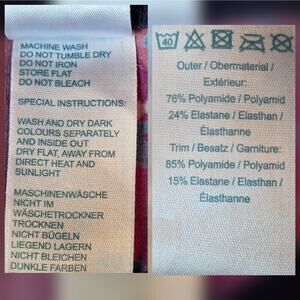 MACHINE WASH
DO NOT TUMBLE DRY
DO NOT IRON
STORE FLAT
DO NOT BLEACH
SPECIAL INSTRUCTIONS:
WASH AND DRY DARK
COLOURS SEPARATELY
AND INSIDE OUT
DRY FLAT, AWAY FROM
DIRECT HEAT AND
SUNLIGHT
MASCHINENWÄSCHE
NICHT IM
WÄSCHETROCKNER
TROCKNEN
NICHT BÜGELN
LIEGEND LAGERN
NICHT BLEICHEN
DUNKLE FARBEN
40
Outer / Obermaterial /
Extérieur:
76% Polyamide / Polyamid
24% Elastane / Elasthan /
Élasthanne
Trim / Besatz / Garniture:
85% Polyamide / Polyamid
15% Elastane / Elasthan /
Élasthanne